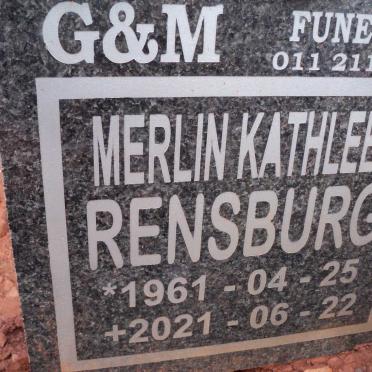 G&M FUNE
011 211
MERLIN KATHLEE
RENSBURG
*1961 - 04 - 25
+2021 - 06 - 22